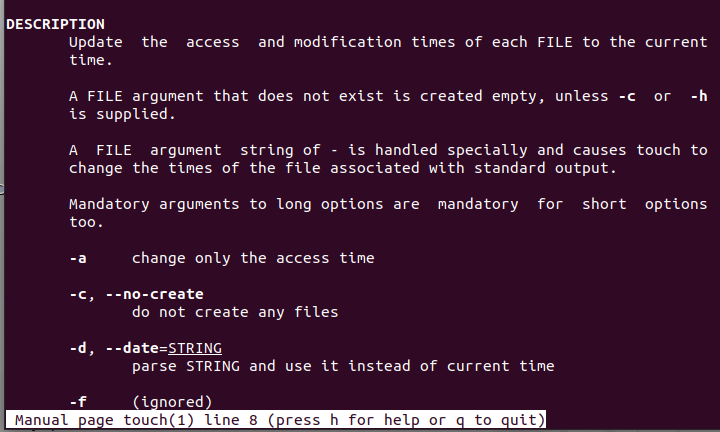 DESCRIPTION
Update the access and modification times of each FILE to the current
time.
A FILE argument that does not exist is created empty, unless -c or -h
is supplied.
A FILE argument string of - is handled specially and causes touch to
change the times of the file associated with standard output.
Mandatory arguments to long options are mandatory for short options
too.
-a change only the access time
-c, --no-create
do not create any files
-d, --date=STRING
parse STRING and use it instead of current time
-f (ignored)
Manual page touch(1) line 8 (press h for help or q to quit)